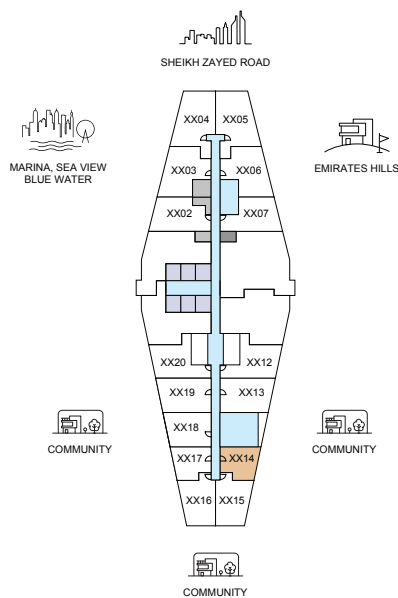 SHEIKH ZAYED ROAD
XX04
XX05
MARINA, SEA VIEW
BLUE WATER
XX03
XX06
EMIRATES HILLS
XX02
XX07
XX20
XX12
XX19
XX13
XX18
COMMUNITY
COMMUNITY
XX17
XX14
XX16
XX15
COMMUNITY